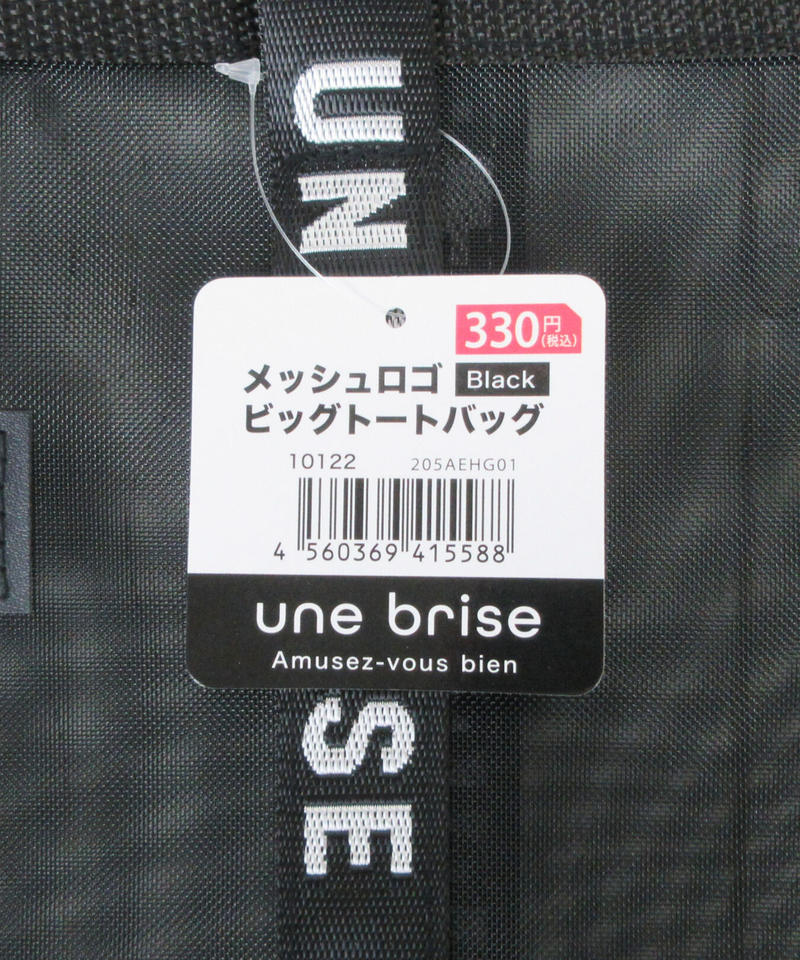 UN
330円
(税込)
メッシュロゴ Black
ビッグトートバッグ
10122 205AEHG01
4 560369 415588
une brise
Amusez-vous bien
SE